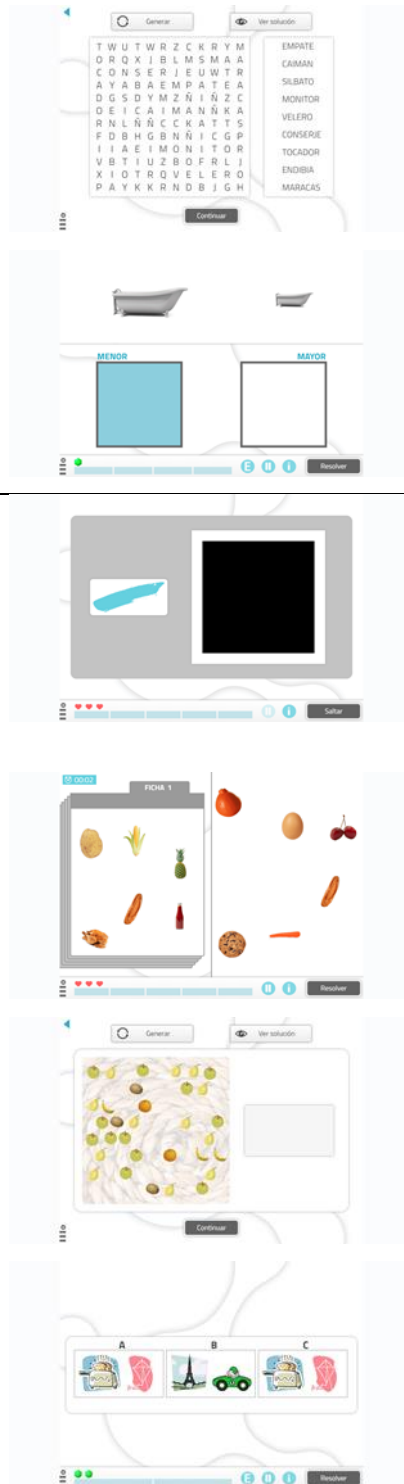 Generar
Ver solución
T W U T W R Z C K R Y M
O R Q X J B L M S M A A
C O N S E R J E U W T R
A Y A B A E M P A T E A
D G S D Y M Z Ñ I Ñ Z C
O E I C A I M A N Ñ K A
R N L Ñ Ñ C C K A T T S
F D B H G B N Ñ I C G P
I I A E I M O N I T O R
V B T I U Z B O F R L J
X I O T R Q V E L E R O
P A Y K K R N D B J G H
EMPATE
CAIMAN
SILBATO
MONITOR
VELERO
CONSERJE
TOCADOR
ENDIBIA
MARACAS
Continuar
MENOR
MAYOR
E
i
Resolver
i
Saltar
00:02
FICHA 1
i
Resolver
Generar
Ver solución
Continuar
A
B
C
E
i
Resolver